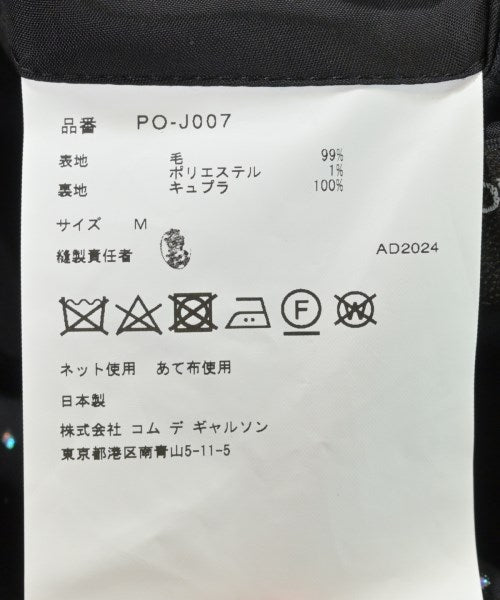 品番 PO-J007
表地 毛 99%
ポリエステル 1%
裏地 キュプラ 100%
サイズ M
縫製責任者
AD2024
F
W
ネット使用 あて布使用
日本製
株式会社 コム デ ギャルソン
東京都港区南青山5-11-5